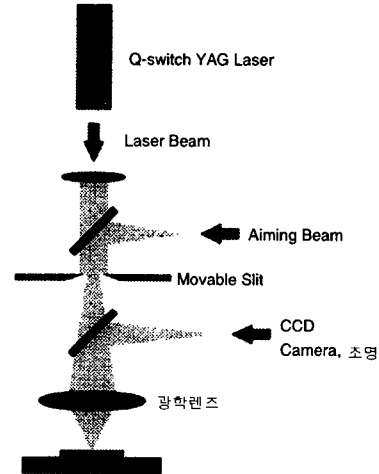 Q-switch YAG Laser
Laser Beam
Aiming Beam
Movable Slit
CCD
Camera, 조명
광학렌즈